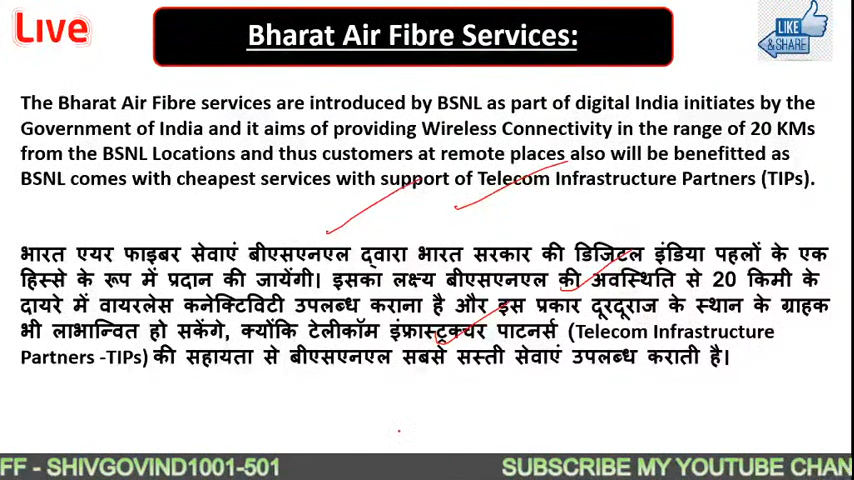 Live
Bharat Air Fibre Services:
LIKE
& SHARE
The Bharat Air Fibre services are introduced by BSNL as part of digital India initiates by the
Government of India and it aims of providing Wireless Connectivity in the range of 20 KMs
from the BSNL Locations and thus customers at remote places also will be benefitted as
BSNL comes with cheapest services with support of Telecom Infrastructure Partners (TIPs).
भारत एयर फाइबर सेवाएं बीएसएनएल द्वारा भारत सरकार की डिजिटल इंडिया पहलों के एक
हिस्से के रूप में प्रदान की जायेंगी। इसका लक्ष्य बीएसएनएल की अवस्थिति से 20 किमी के
दायरे में वायरलेस कनेक्टिविटी उपलब्ध कराना है और इस प्रकार दूरदूराज के स्थान के ग्राहक
भी लाभान्वित हो सकेंगे, क्योंकि टेलीकॉम इंफ्रास्ट्रक्चर पाटनर्स (Telecom Infrastructure
Partners -TIPs) की सहायता से बीएसएनएल सबसे सस्ती सेवाएं उपलब्ध कराती है।
FF - SHIVGOVIND1001-501 SUBSCRIBE MY YOUTUBE CHAN